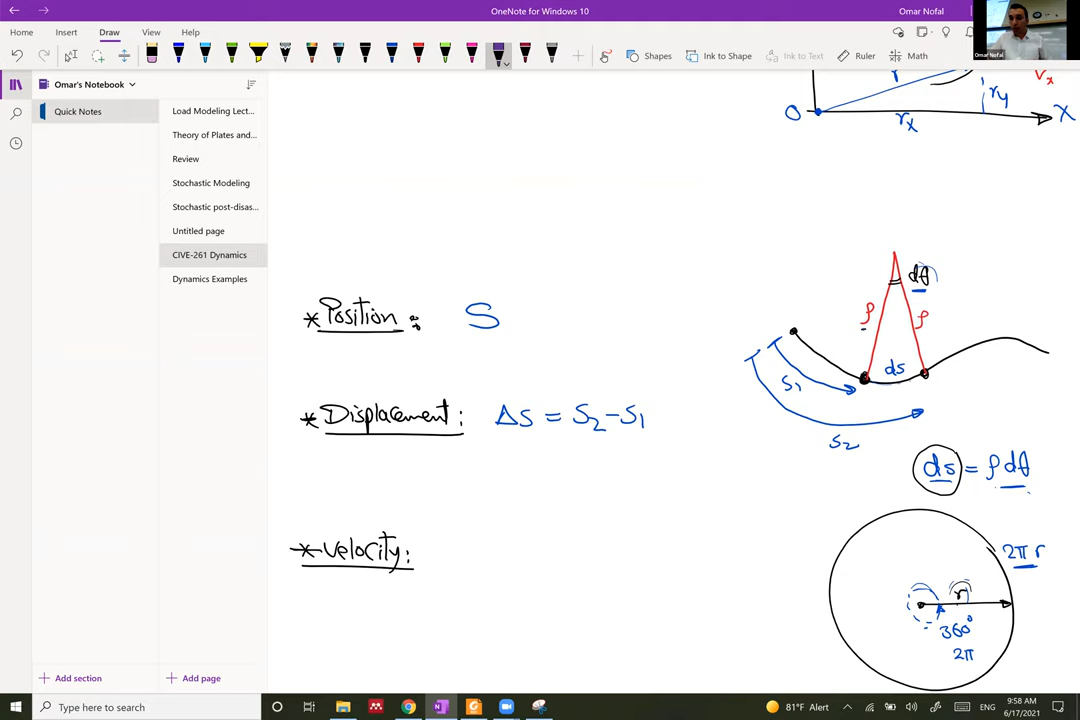 OneNote for Windows 10
Omar Nofal
Home
Insert
Draw
View
Help
Shapes
Ink to Shape
Ink to Text
Ruler
Math
Omar Nofal
Omar's Notebook
Quick Notes
Load Modeling Lect...
Theory of Plates and...
Review
Stochastic Modeling
Stochastic post-disas...
Untitled page
CIVE-261 Dynamics
Dynamics Examples
r
ry
vx
O
rx
X
* Position : S
dθ
ρ
ρ
ds
S1
S2
* Displacement : ΔS = S2 - S1
ds = ρdθ
* Velocity :
2π r
r
360°
2π
+ Add section
+ Add page
Type here to search
81°F Alert
ENG
9:58 AM
6/17/2021